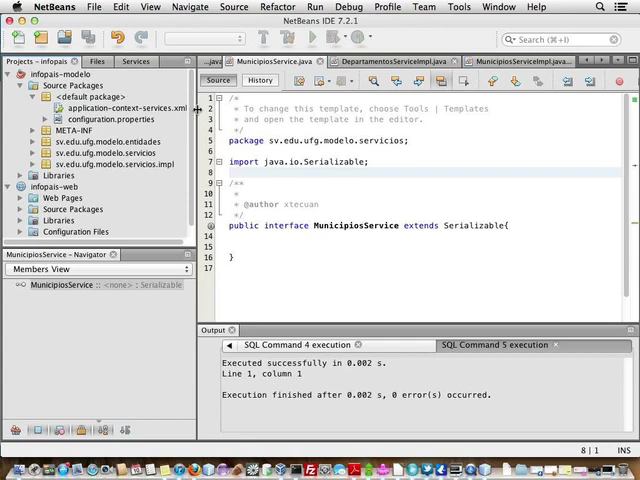 NetBeans File Edit View Navigate Source Refactor Run Debug Profile Team Tools Window Help
NetBeans IDE 7.2.1
Search (⌘+I)
Projects - infopais
Files
Services
...java
MunicipiosService.java
DepartamentosServiceImpl.java
MunicipiosServiceImpl.java
Source
History
infopais-modelo
Source Packages
<default package>
application-context-services.xml
configuration.properties
META-INF
sv.edu.ufg.modelo.entidades
sv.edu.ufg.modelo.servicios
sv.edu.ufg.modelo.servicios.impl
Libraries
infopais-web
Web Pages
Source Packages
Libraries
Configuration Files
MunicipiosService - Navigator
Members View
MunicipiosService :: <none> : Serializable
1 /*
2 * To change this template, choose Tools | Templates
3 * and open the template in the editor.
4 */
5 package sv.edu.ufg.modelo.servicios;
6
7 import java.io.Serializable;
8
9 /**
10 *
11 * @author xtecuan
12 */
public interface MunicipiosService extends Serializable{
14
15
16 }
17
Output
SQL Command 4 execution
SQL Command 5 execution
Executed successfully in 0.002 s.
Line 1, column 1
Execution finished after 0.002 s, 0 error(s) occurred.
8 | 1 INS